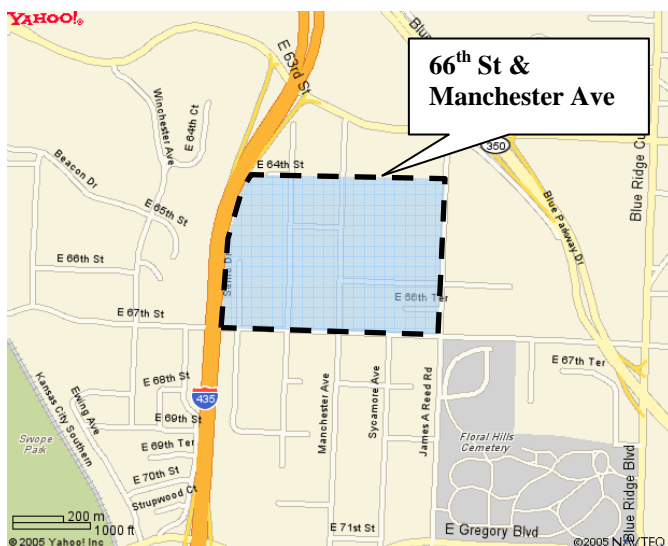 YAHOO!®
66th St &
Manchester Ave
E 63rd St
Blue
350
Blue Ridge Cu
Winchester Ave
E 64th Ct
E 64th St
Beacon Dr
E 65th St
Blue Parkway Dr
E 66th St
E 66th Ter
E 67th St
E 67th Ter
Kansas City Southern
Ewing Ave
E 68th St
435
Manchester Ave
Sycamore Ave
James A Reed Rd
E 69th St
Swope
Park
E 69th Ter
Floral Hills
Cemetery
E 70th St
Strupwood Ct
Blue Ridge Blvd
200 m
1000 ft
E 71st St
E Gregory Blvd
© 2005 Yahoo! Inc
©2005 NAVTEQ